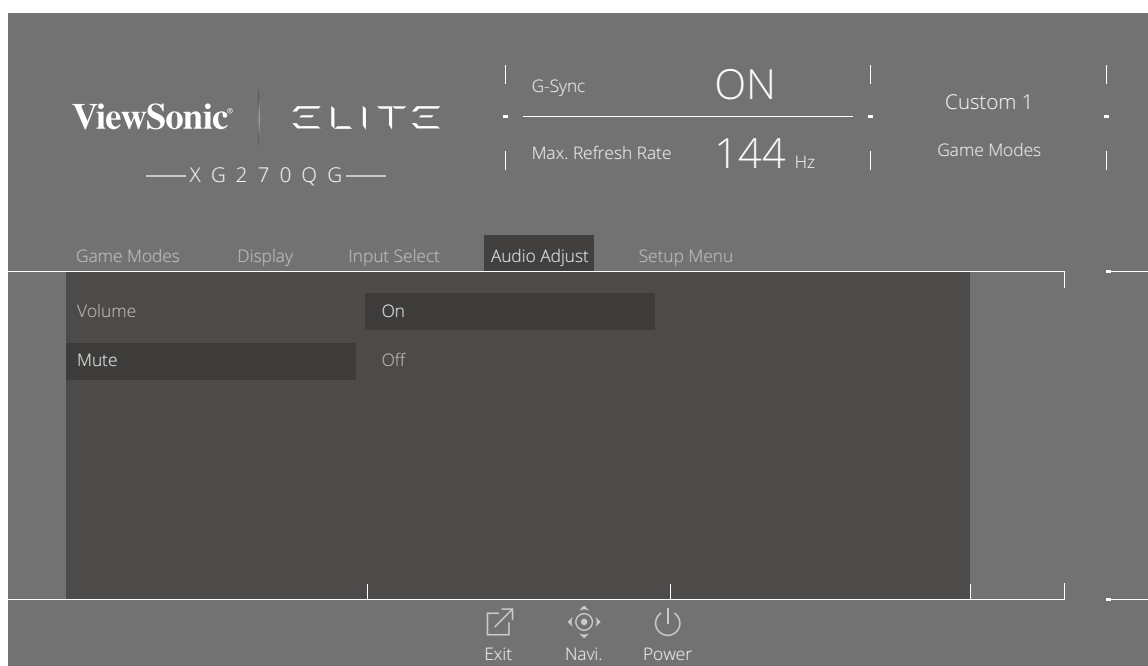 ViewSonic® ELITE
XG270QG
G-Sync ON
Max. Refresh Rate 144 Hz
Custom 1
Game Modes
Game Modes Display Input Select Audio Adjust Setup Menu
Volume On
Mute Off
Exit Navi. Power